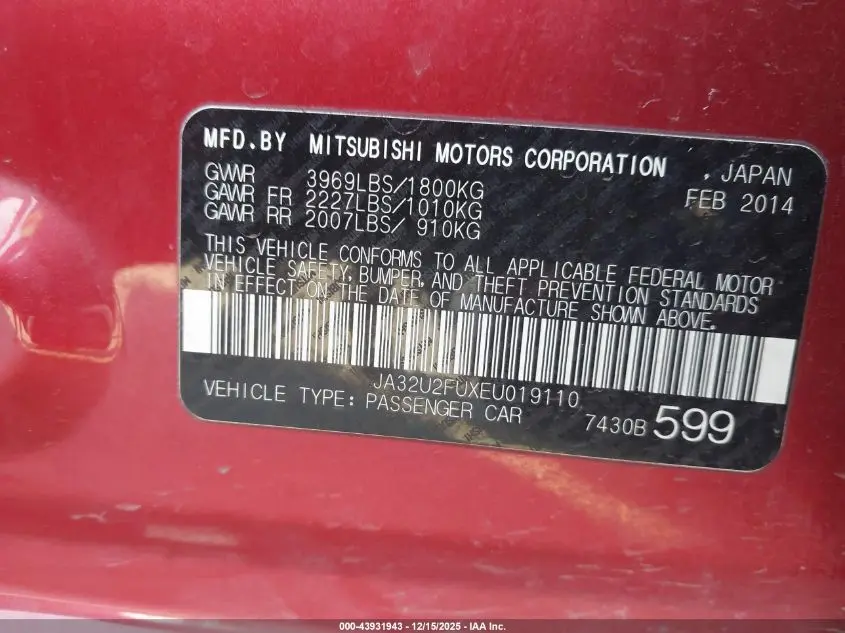 MFD.BY MITSUBISHI MOTORS CORPORATION , JAPAN
GVWR 3969LBS/1800KG FEB 2014
GAWR FR 2227LBS/1010KG
GAWR RR 2007LBS/ 910KG
THIS VEHICLE CONFORMS TO ALL APPLICABLE FEDERAL MOTOR
VEHICLE SAFETY, BUMPER, AND THEFT PREVENTION STANDARDS
IN EFFECT ON THE DATE OF MANUFACTURE SHOWN ABOVE.
JA32U2FUXEU019110
VEHICLE TYPE: PASSENGER CAR 7430B 599
000-43931943 - 12/15/2025 - IAA Inc.